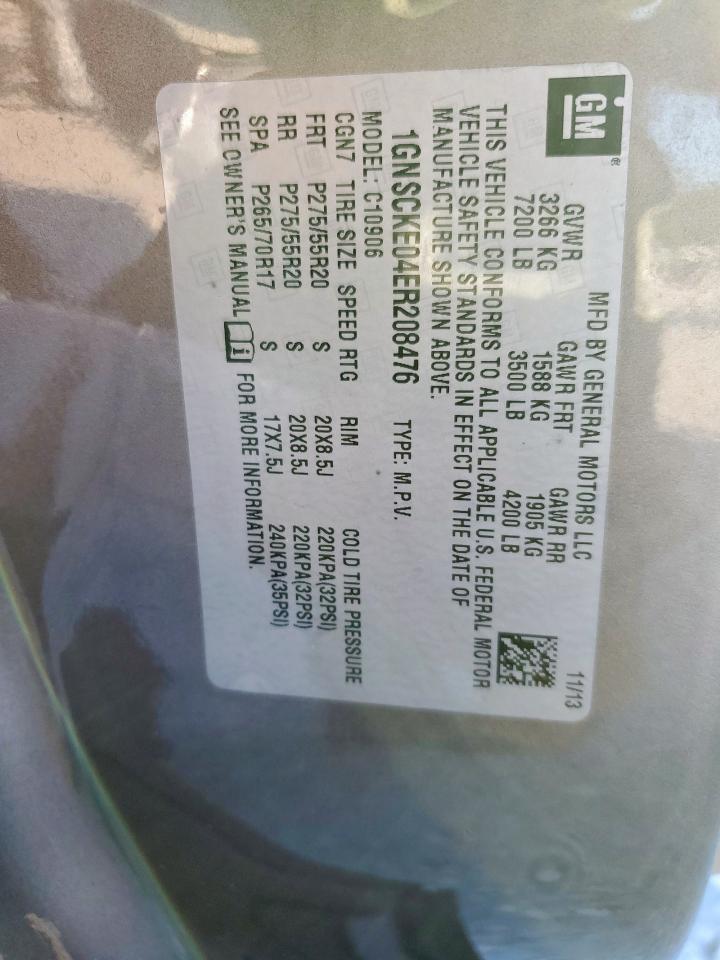 GM®
MFD BY GENERAL MOTORS LLC 11/13
GVWR GAWR FRT GAWR RR
3266 KG 1588 KG 1905 KG
7200 LB 3500 LB 4200 LB
THIS VEHICLE CONFORMS TO ALL APPLICABLE U.S. FEDERAL MOTOR
VEHICLE SAFETY STANDARDS IN EFFECT ON THE DATE OF
MANUFACTURE SHOWN ABOVE.
1GNSCKE04ER208476 TYPE: M.P.V.
MODEL: C10906
CGN7 TIRE SIZE SPEED RTG RIM COLD TIRE PRESSURE
FRT P275/55R20 S 20X8.5J 220KPA(32PSI)
RR P275/55R20 S 20X8.5J 220KPA(32PSI)
SPA P265/70R17 S 17X7.5J 240KPA(35PSI)
SEE OWNER'S MANUAL i FOR MORE INFORMATION.